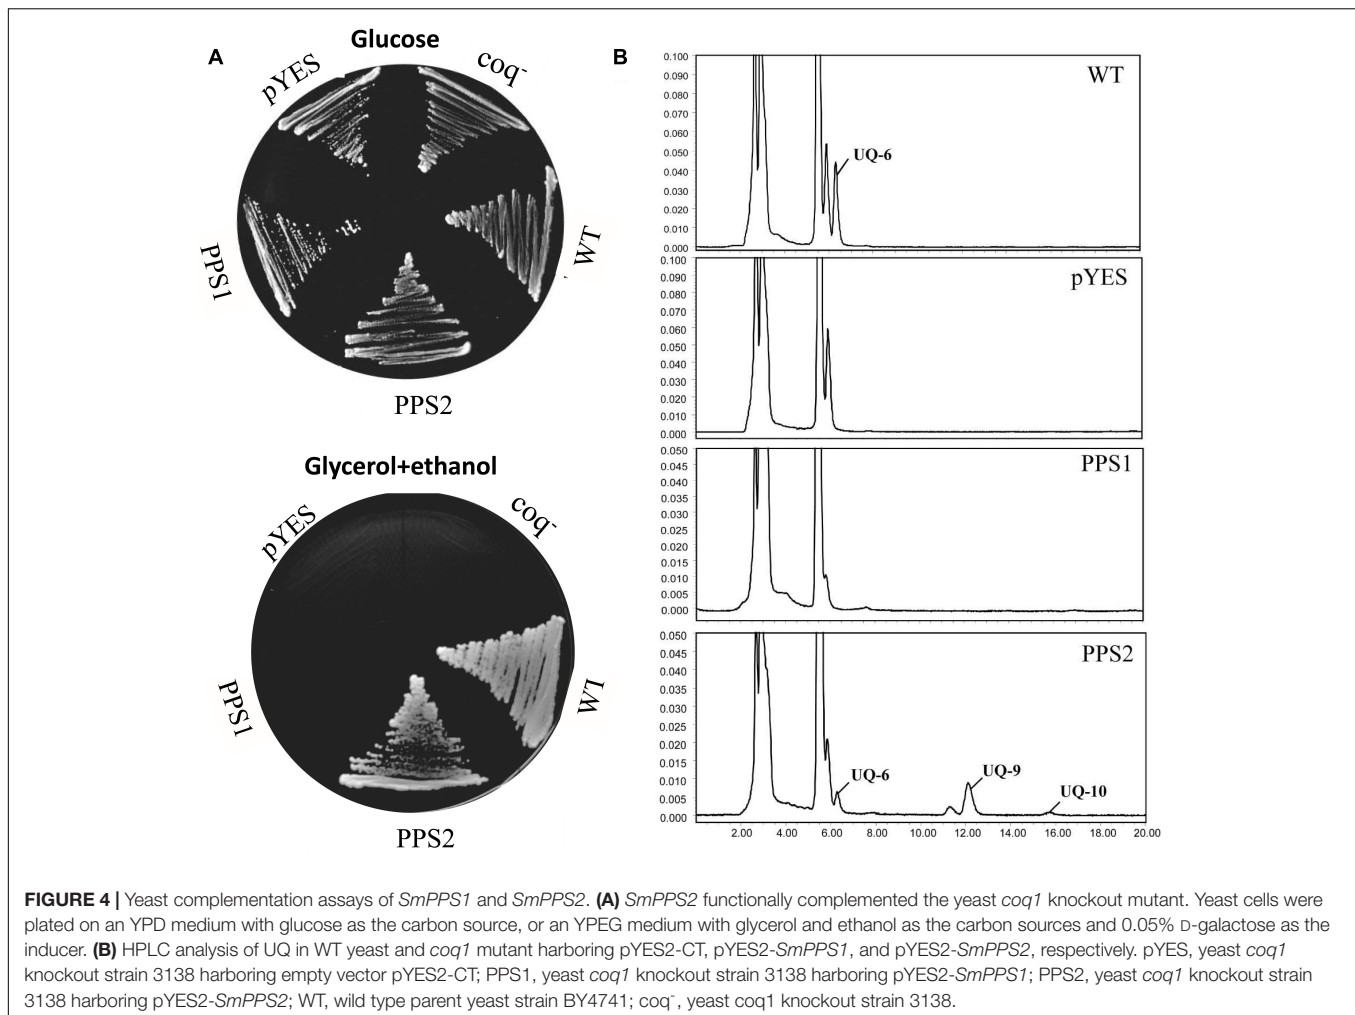 A
Glucose
pYES
coq-
PPS1
WT
PPS2
Glycerol+ethanol
pYES
coq-
PPS1
WT
PPS2
B
0.100
0.090
0.080
0.070
0.060
0.050
0.040
0.030
0.020
0.010
0.000
WT
UQ-6
0.100
0.090
0.080
0.070
0.060
0.050
0.040
0.030
0.020
0.010
0.000
pYES
0.050
0.045
0.040
0.035
0.030
0.025
0.020
0.015
0.010
0.005
0.000
PPS1
0.050
0.045
0.040
0.035
0.030
0.025
0.020
0.015
0.010
0.005
0.000
PPS2
UQ-6
UQ-9
UQ-10
2.00 4.00 6.00 8.00 10.00 12.00 14.00 16.00 18.00 20.00
FIGURE 4 | Yeast complementation assays of SmPPS1 and SmPPS2. (A) SmPPS2 functionally complemented the yeast coq1 knockout mutant. Yeast cells were
plated on an YPD medium with glucose as the carbon source, or an YPEG medium with glycerol and ethanol as the carbon sources and 0.05% D-galactose as the
inducer. (B) HPLC analysis of UQ in WT yeast and coq1 mutant harboring pYES2-CT, pYES2-SmPPS1, and pYES2-SmPPS2, respectively. pYES, yeast coq1
knockout strain 3138 harboring empty vector pYES2-CT; PPS1, yeast coq1 knockout strain 3138 harboring pYES2-SmPPS1; PPS2, yeast coq1 knockout strain
3138 harboring pYES2-SmPPS2; WT, wild type parent yeast strain BY4741; coq-, yeast coq1 knockout strain 3138.